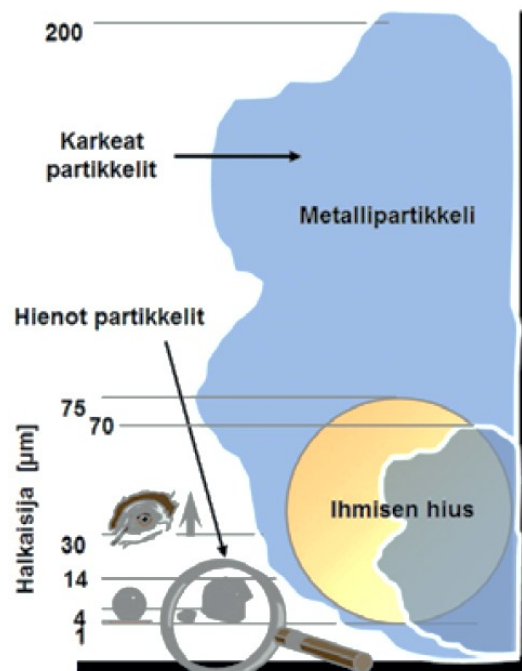 200
Karkeat
partikkelit
Metallipartikkeli
Hienot partikkelit
75
70
Ihmisen hius
Halkaisija [µm]
30
14
4
1